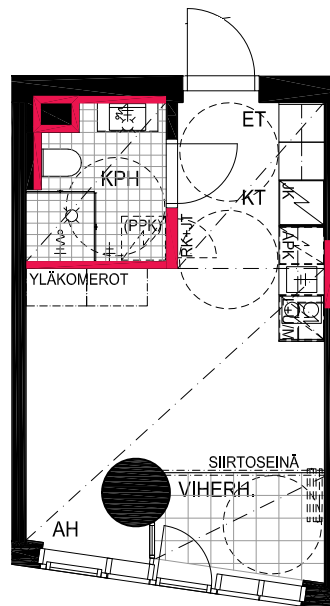 ET
KPH
KT
JK
(PPK)
RK+JT
APK
YLÄKOMEROT
SIIRTOSEINÄ
VIHERH.
AH